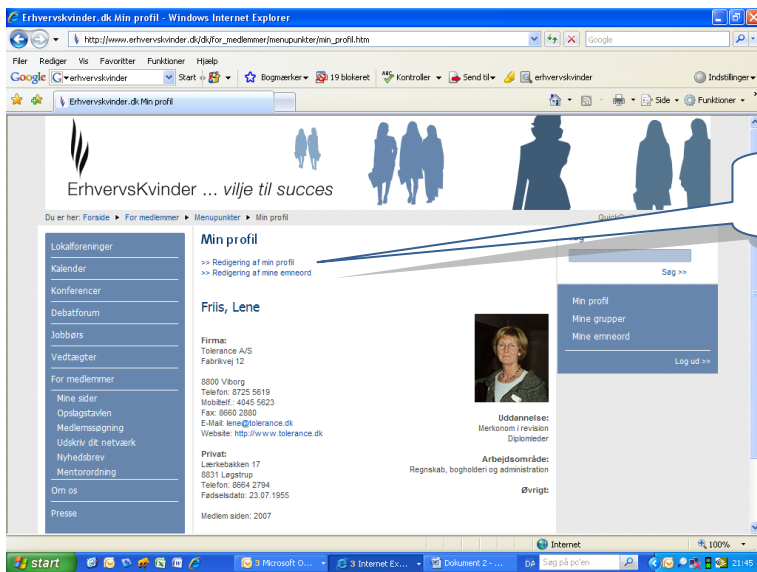 Erhvervskvinder.dk Min profil - Windows Internet Explorer
http://www.erhvervskvinder.dk/dk/for_medlemmer/menupunkter/min_profil.htm
Google
Filer Rediger Vis Favoritter Funktioner Hjælp
Google erhvervskvinder Start Bogmærker 19 blokeret Kontroller Send til erhvervskvinder Indstillinger
Erhvervskvinder.dk Min profil
Side Funktioner
ErhvervsKvinder ... vilje til succes
Du er her: Forside ► For medlemmer ► Menupunkter ► Min profil
Lokalforeninger
Kalender
Konferencer
Debatforum
Jobbørs
Vedtægter
For medlemmer
Mine sider
Opslagstavlen
Medlemssøgning
Udskriv dit netværk
Nyhedsbrev
Mentorordning
Om os
Presse
Min profil
>> Redigering af min profil
>> Redigering af mine emneord
Friis, Lene
Firma:
Tolerance A/S
Fabrikvej 12
8800 Viborg
Telefon: 8725 5619
Mobiltelf.: 4045 5623
Fax: 8660 2880
E-Mail: lene@tolerance.dk
Website: http://www.tolerance.dk
Privat:
Lærkebakken 17
8831 Løgstrup
Telefon: 8664 2794
Fødselsdato: 23.07.1955
Medlem siden: 2007
Uddannelse:
Merkonom i revision
Diplomleder
Arbejdsområde:
Regnskab, bogholderi og administration
Øvrigt:
Søg >>
Min profil
Mine grupper
Mine emneord
Log ud >>
Internet
100%
start
3 Microsoft O...
3 Internet Ex...
Dokument 2 - ...
DA
Søg på pc'en
21:45